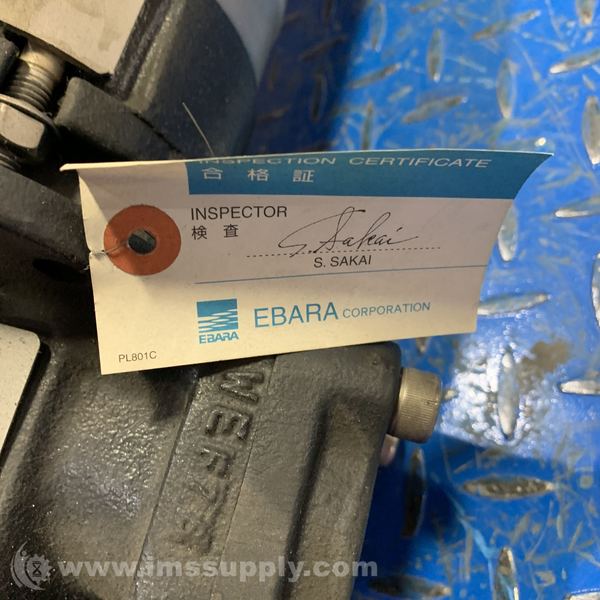 INSPECTION CERTIFICATE
合格証
INSPECTOR
検査
S. Sakai
S. SAKAI
EBARA
EBARA CORPORATION
PL801C
www.imssupply.com